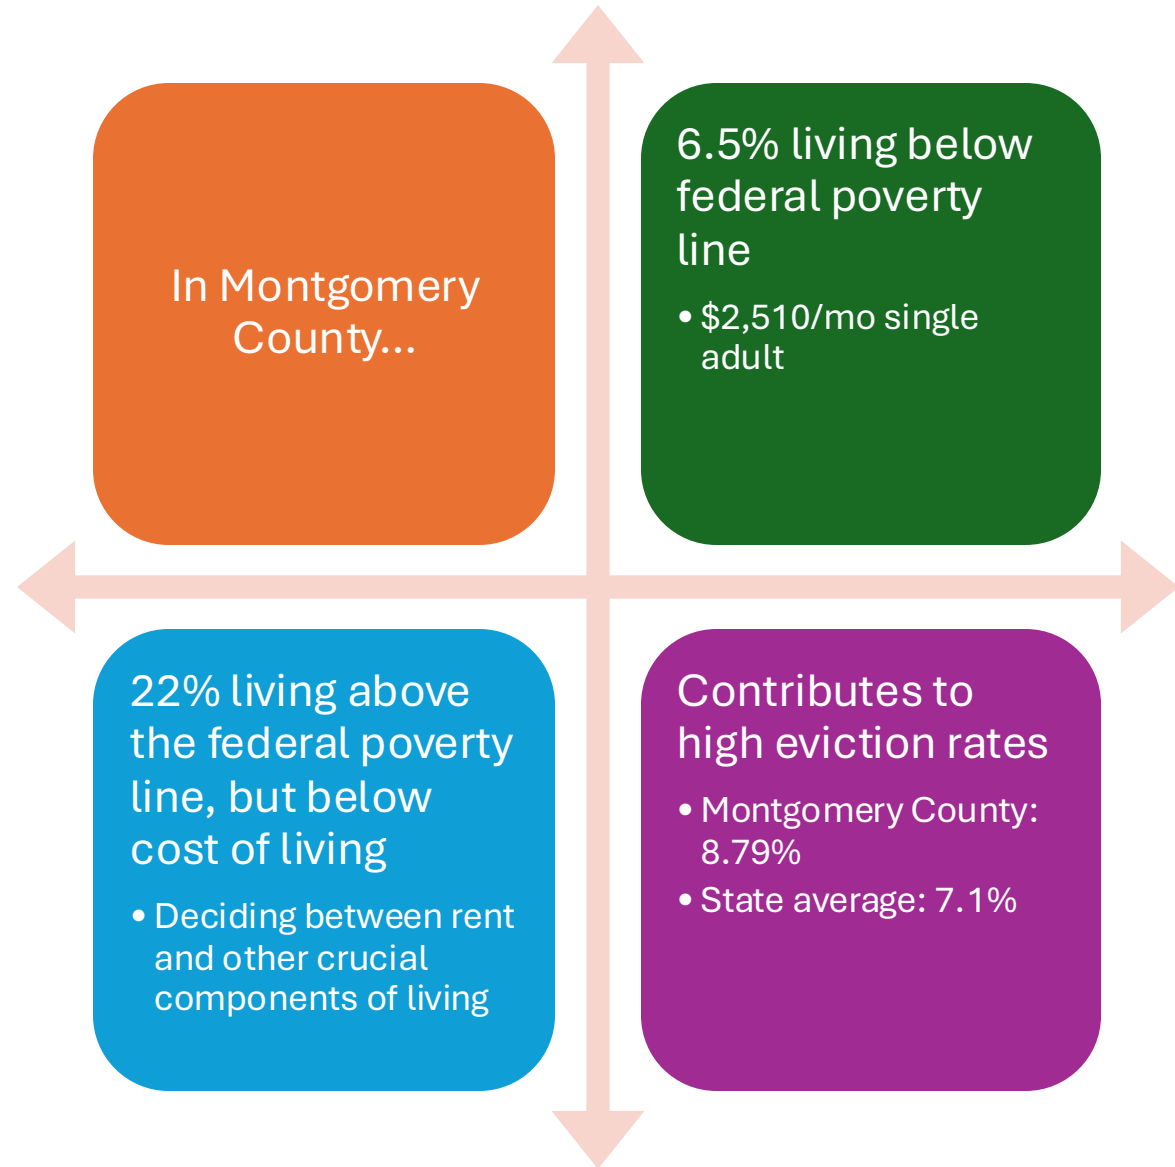 In Montgomery
County...
6.5% living below
federal poverty
line
• $2,510/mo single
adult
22% living above
the federal poverty
line, but below
cost of living
• Deciding between rent
and other crucial
components of living
Contributes to
high eviction rates
• Montgomery County:
8.79%
• State average: 7.1%